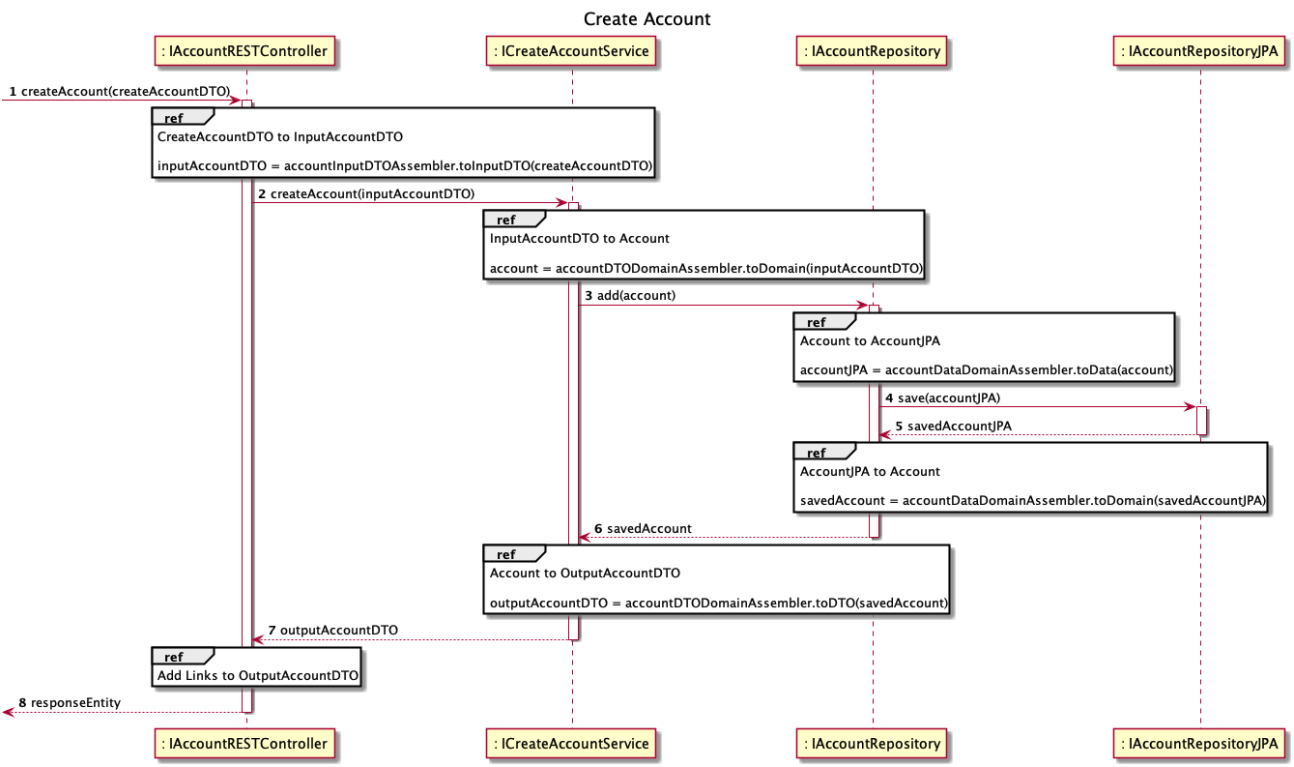 Create Account
: IAccountRESTController
: ICreateAccountService
: IAccountRepository
: IAccountRepositoryJPA
1 createAccount(createAccountDTO)
ref
CreateAccountDTO to InputAccountDTO
inputAccountDTO = accountInputDTOAssembler.toInputDTO(createAccountDTO)
2 createAccount(inputAccountDTO)
ref
InputAccountDTO to Account
account = accountDTODomainAssembler.toDomain(inputAccountDTO)
3 add(account)
ref
Account to AccountJPA
accountJPA = accountDataDomainAssembler.toData(account)
4 save(accountJPA)
5 savedAccountJPA
ref
AccountJPA to Account
savedAccount = accountDataDomainAssembler.toDomain(savedAccountJPA)
6 savedAccount
ref
Account to OutputAccountDTO
outputAccountDTO = accountDTODomainAssembler.toDTO(savedAccount)
7 outputAccountDTO
ref
Add Links to OutputAccountDTO
8 responseEntity
: IAccountRESTController
: ICreateAccountService
: IAccountRepository
: IAccountRepositoryJPA